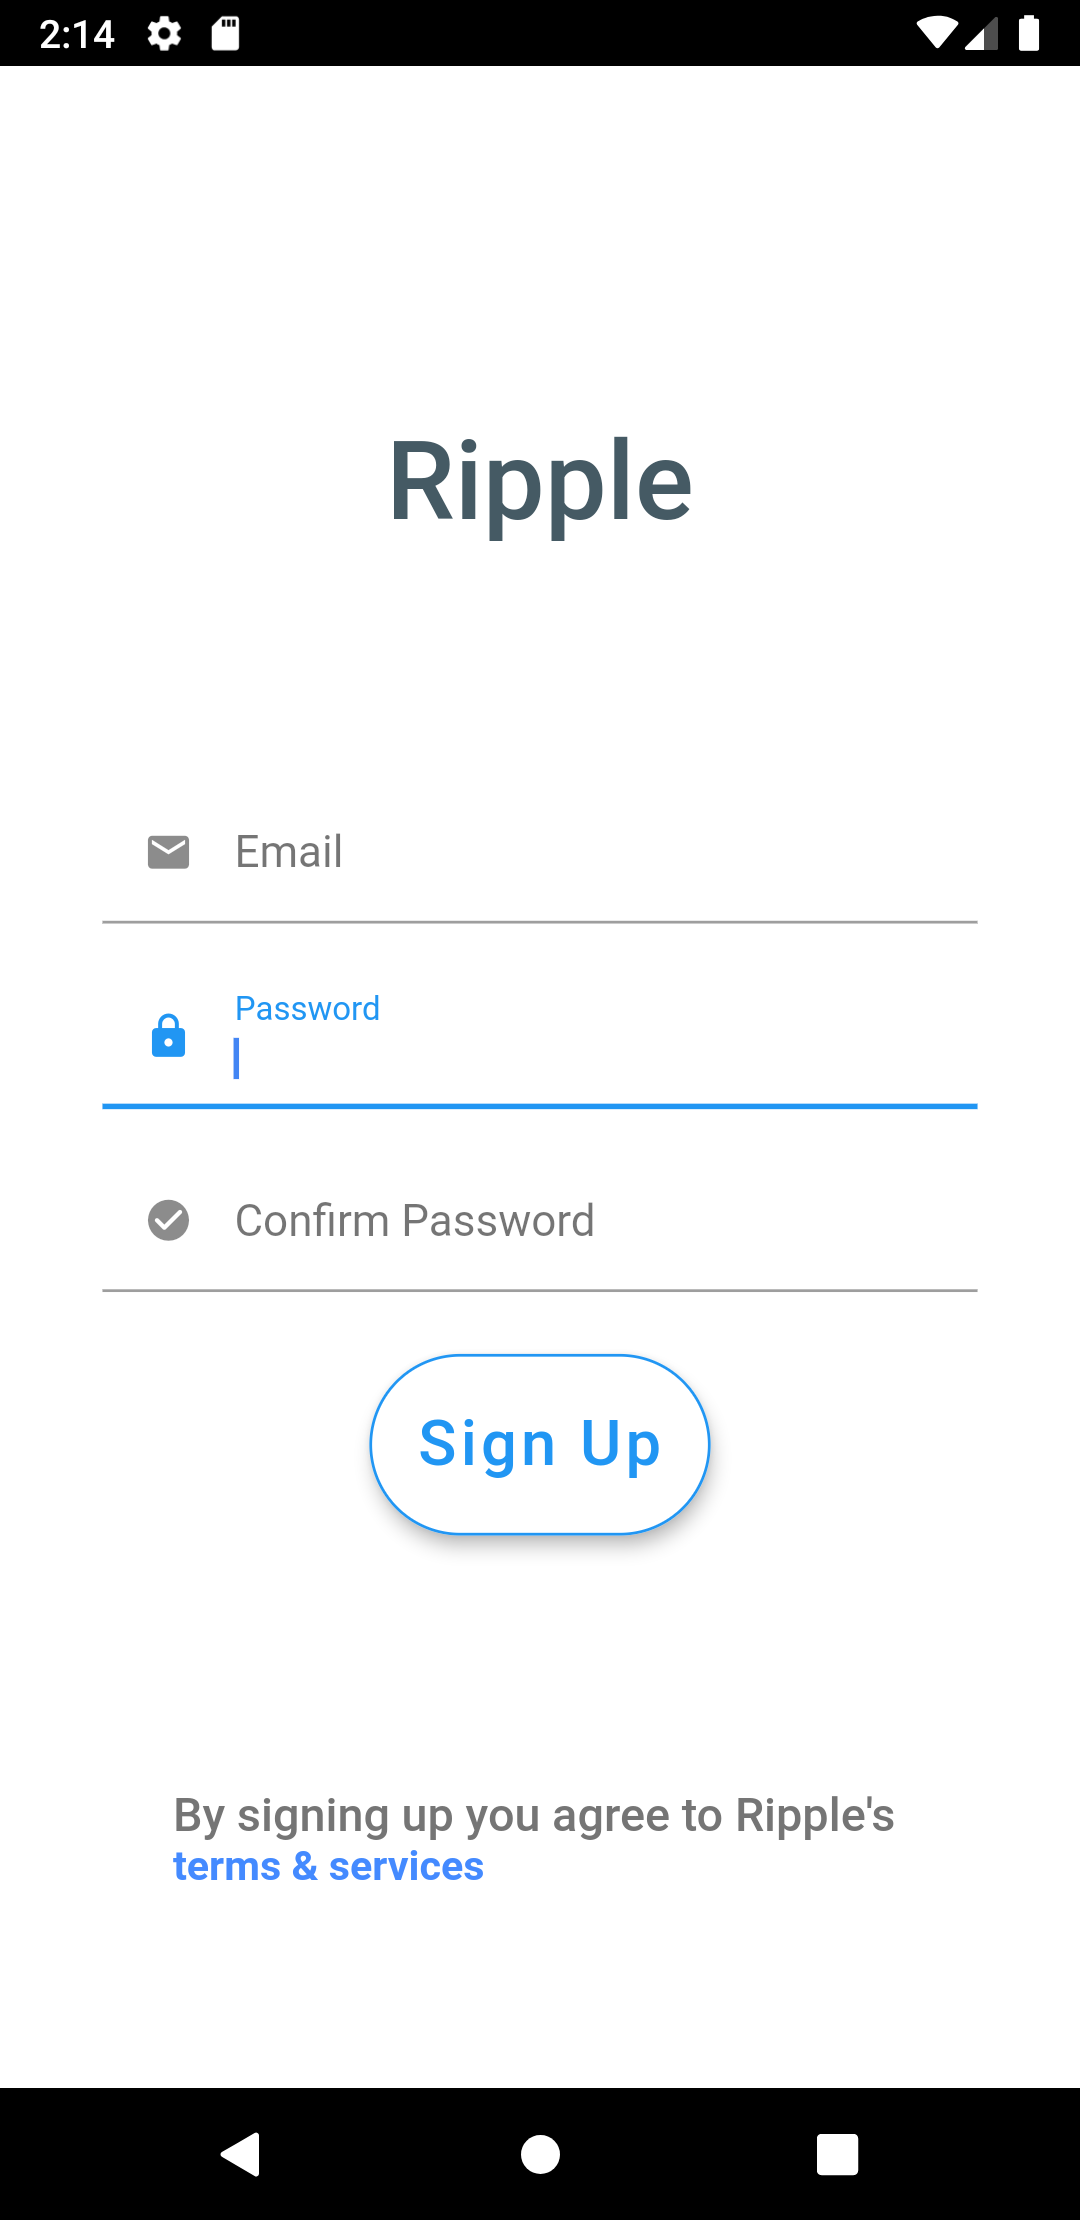 2:14
Ripple
Email
Password
Confirm Password
Sign Up
By signing up you agree to Ripple's
terms & services